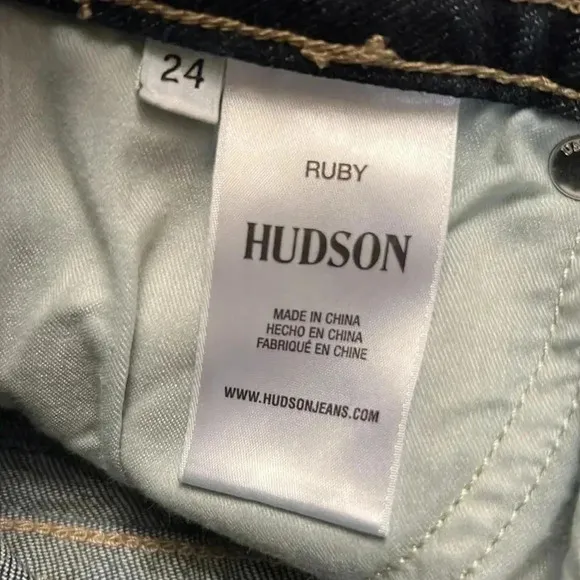 24
RUBY
HUDSON
MADE IN CHINA
HECHO EN CHINA
FABRIQUÉ EN CHINE
WWW.HUDSONJEANS.COM